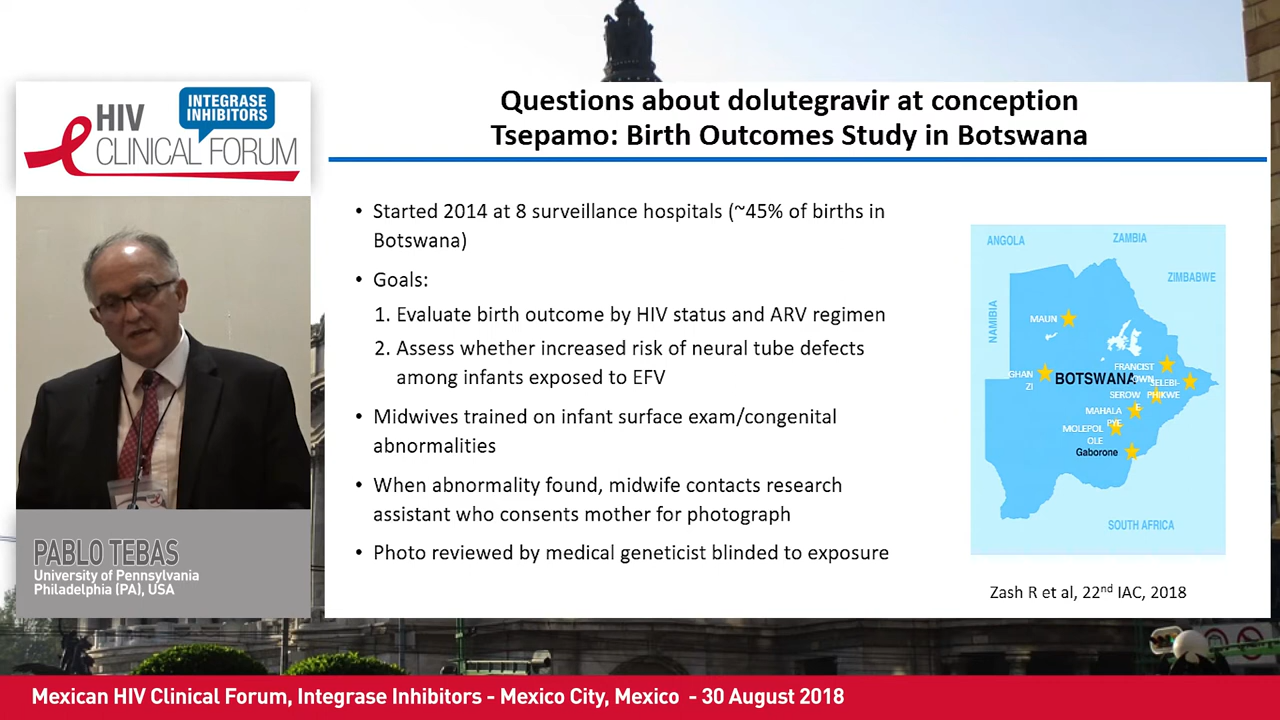 HIV
INTEGRASE
INHIBITORS
CLINICAL FORUM
PABLO TEBAS
University of Pennsylvania
Philadelphia (PA), USA
Questions about dolutegravir at conception
Tsepamo: Birth Outcomes Study in Botswana
• Started 2014 at 8 surveillance hospitals (~45% of births in
Botswana)
• Goals:
1. Evaluate birth outcome by HIV status and ARV regimen
2. Assess whether increased risk of neural tube defects
among infants exposed to EFV
• Midwives trained on infant surface exam/congenital
abnormalities
• When abnormality found, midwife contacts research
assistant who consents mother for photograph
• Photo reviewed by medical geneticist blinded to exposure
ANGOLA
ZAMBIA
ZIMBABWE
NAMIBIA
MAUN
GHAN
ZI
BOTSWANA
FRANCIST
OWN
SELEBI-
PHIKWE
SEROW
E
MAHALA
PYE
MOLEPOL
OLE
Gaborone
SOUTH AFRICA
Zash R et al, 22nd IAC, 2018
Mexican HIV Clinical Forum, Integrase Inhibitors - Mexico City, Mexico - 30 August 2018